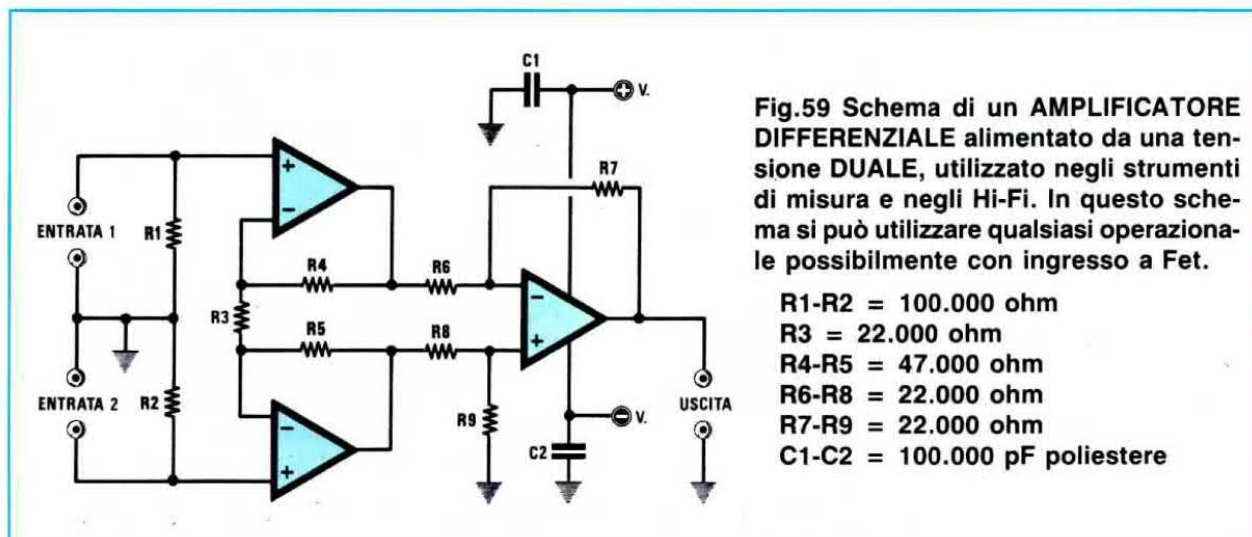 C1
V.
R7
ENTRATA 1
R1
R4
R6
R3
R5
R8
ENTRATA 2
R2
R9
C2
V.
USCITA
+
-
-
+
-
+
+
-
Fig.59 Schema di un AMPLIFICATORE
DIFFERENZIALE alimentato da una ten-
sione DUALE, utilizzato negli strumenti
di misura e negli Hi-Fi. In questo sche-
ma si può utilizzare qualsiasi operaziona-
le possibilmente con ingresso a Fet.
R1-R2 = 100.000 ohm
R3 = 22.000 ohm
R4-R5 = 47.000 ohm
R6-R8 = 22.000 ohm
R7-R9 = 22.000 ohm
C1-C2 = 100.000 pF poliestere